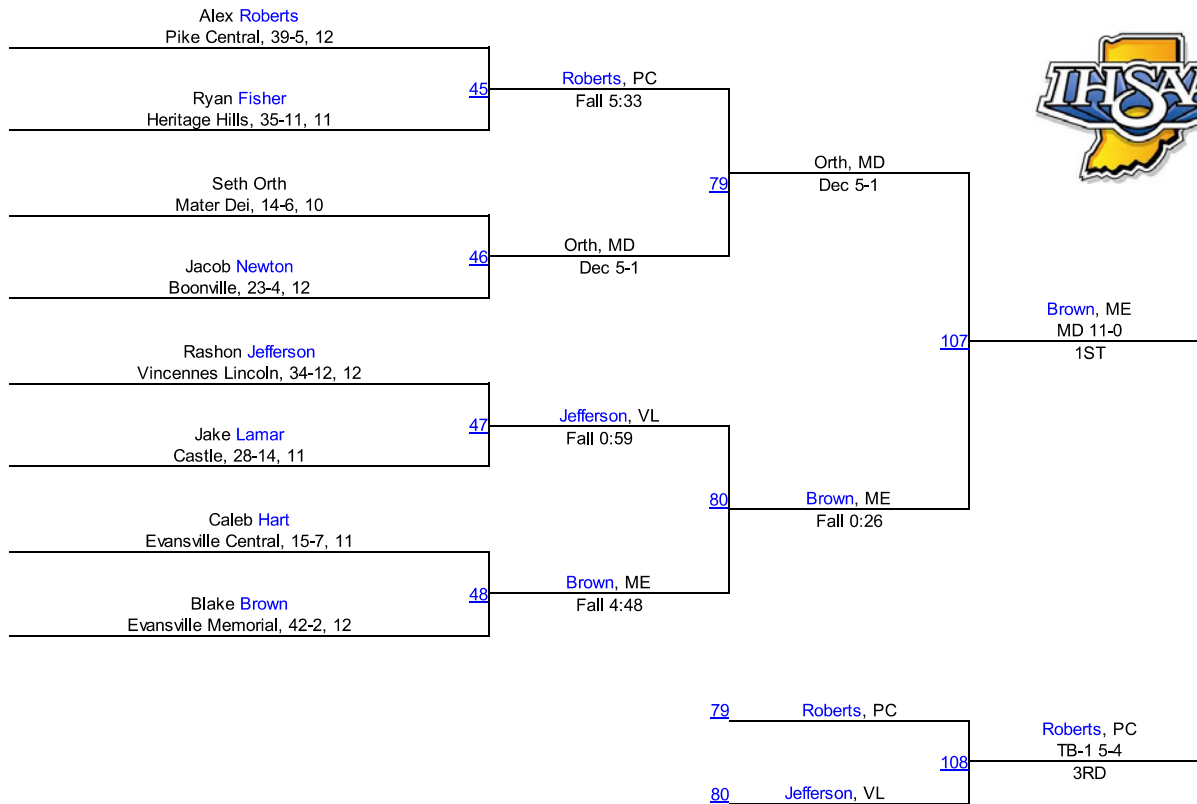 Alex Roberts
Pike Central, 39-5, 12
45
Ryan Fisher
Heritage Hills, 35-11, 11
Roberts, PC
Fall 5:33
IHSAA
Seth Orth
Mater Dei, 14-6, 10
79
Orth, MD
Dec 5-1
46
Jacob Newton
Boonville, 23-4, 12
Orth, MD
Dec 5-1
107
Brown, ME
MD 11-0
1ST
Rashon Jefferson
Vincennes Lincoln, 34-12, 12
47
Jake Lamar
Castle, 28-14, 11
Jefferson, VL
Fall 0:59
80
Brown, ME
Fall 0:26
Caleb Hart
Evansville Central, 15-7, 11
48
Blake Brown
Evansville Memorial, 42-2, 12
Brown, ME
Fall 4:48
79
Roberts, PC
108
Roberts, PC
TB-1 5-4
3RD
80
Jefferson, VL